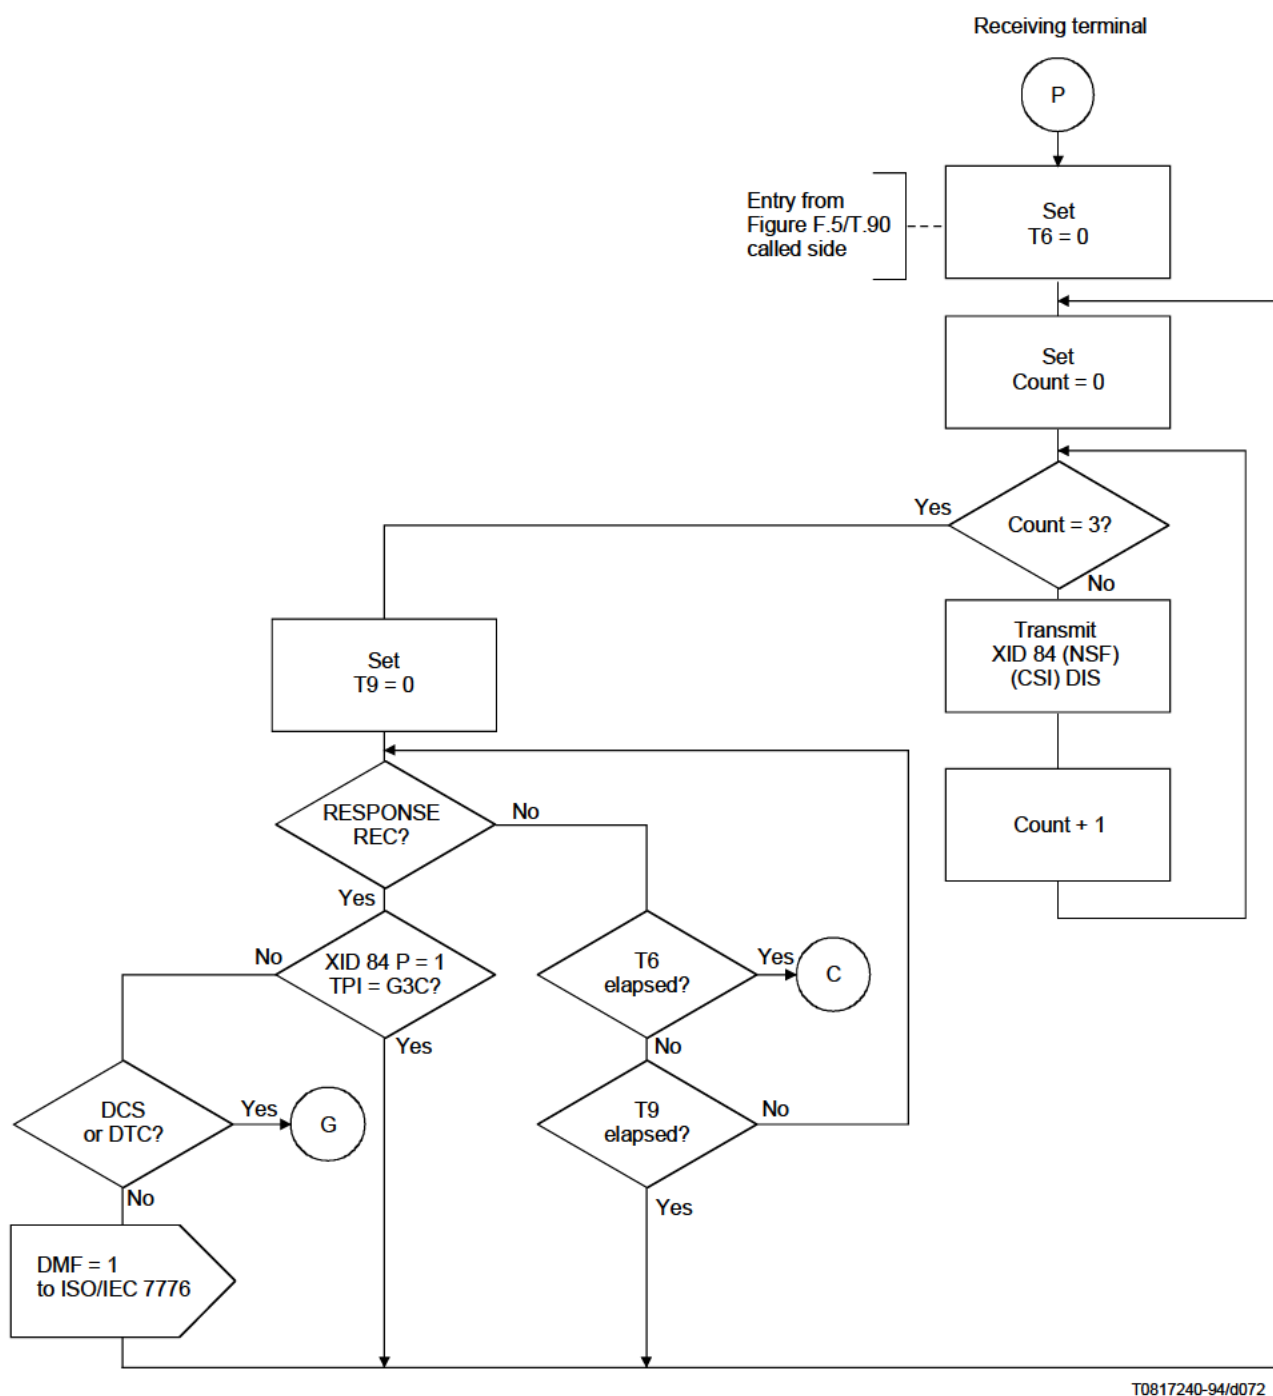 Receiving terminal
P
Entry from
Figure F.5/T.90
called side
Set
T6 = 0
Set
Count = 0
Yes
Count = 3?
No
Transmit
XID 84 (NSF)
(CSI) DIS
Set
T9 = 0
Count + 1
RESPONSE
REC?
No
Yes
No
XID 84 P = 1
TPI = G3C?
Yes
T6
elapsed?
Yes
C
No
DCS
or DTC?
Yes
G
T9
elapsed?
No
No
Yes
DMF = 1
to ISO/IEC 7776
T0817240-94/d072